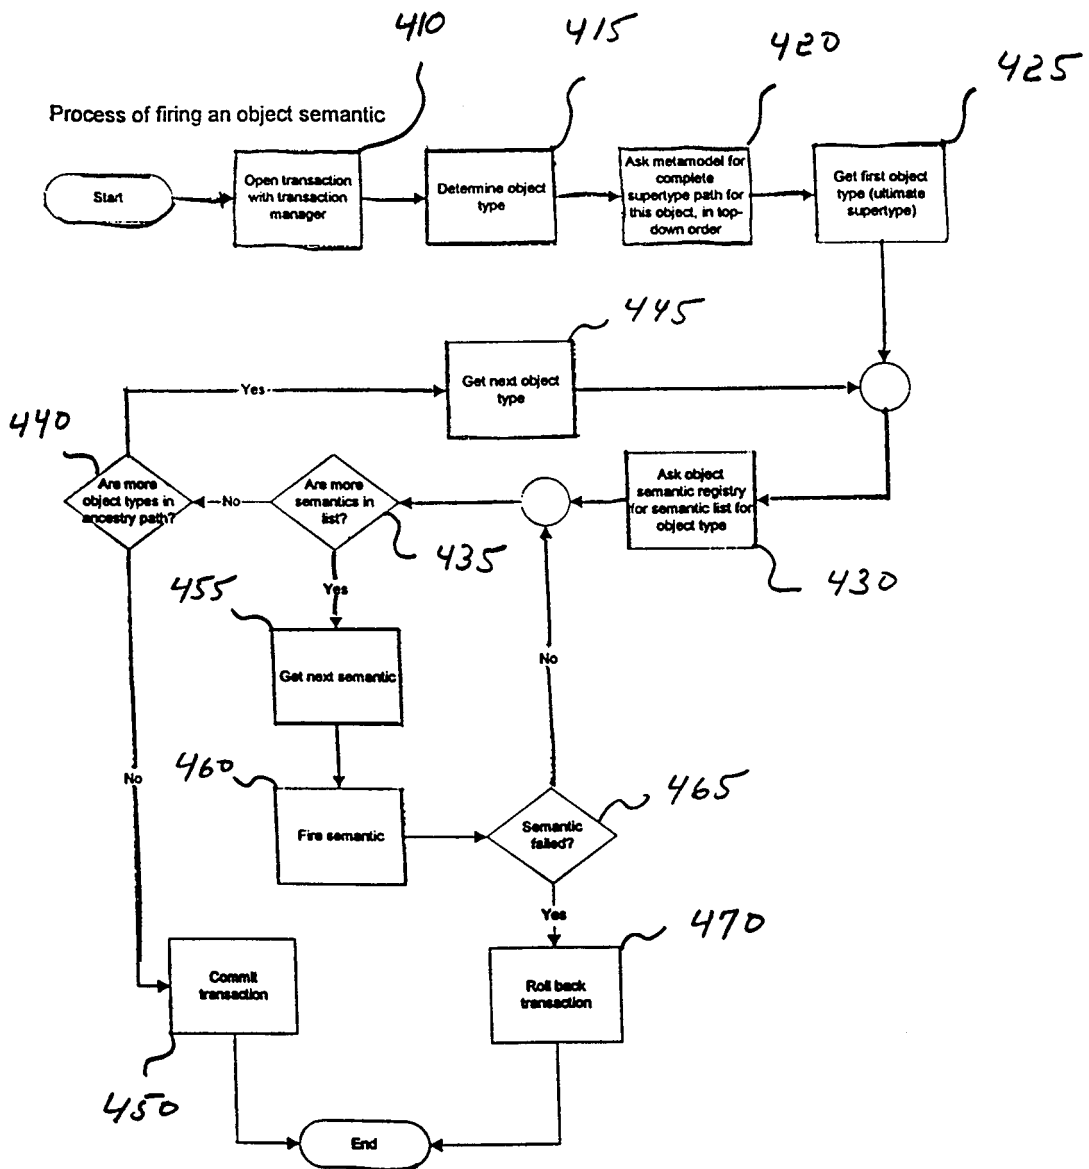 410
415
420
425
Process of firing an object semantic
Start
Open transaction
with transaction
manager
Determine object
type
Ask metamodel for
complete
supertype path for
this object, in top-
down order
Get first object
type (ultimate
supertype)
445
Get next object
type
Yes
440
Are more
object types in
ancestry path?
No
Are more
semantics in
list?
435
Ask object
semantic registry
for semantic list for
object type
430
Yes
455
Get next semantic
No
No
460
Fire semantic
465
Semantic
failed?
Yes
470
Commit
transaction
Roll back
transaction
450
End